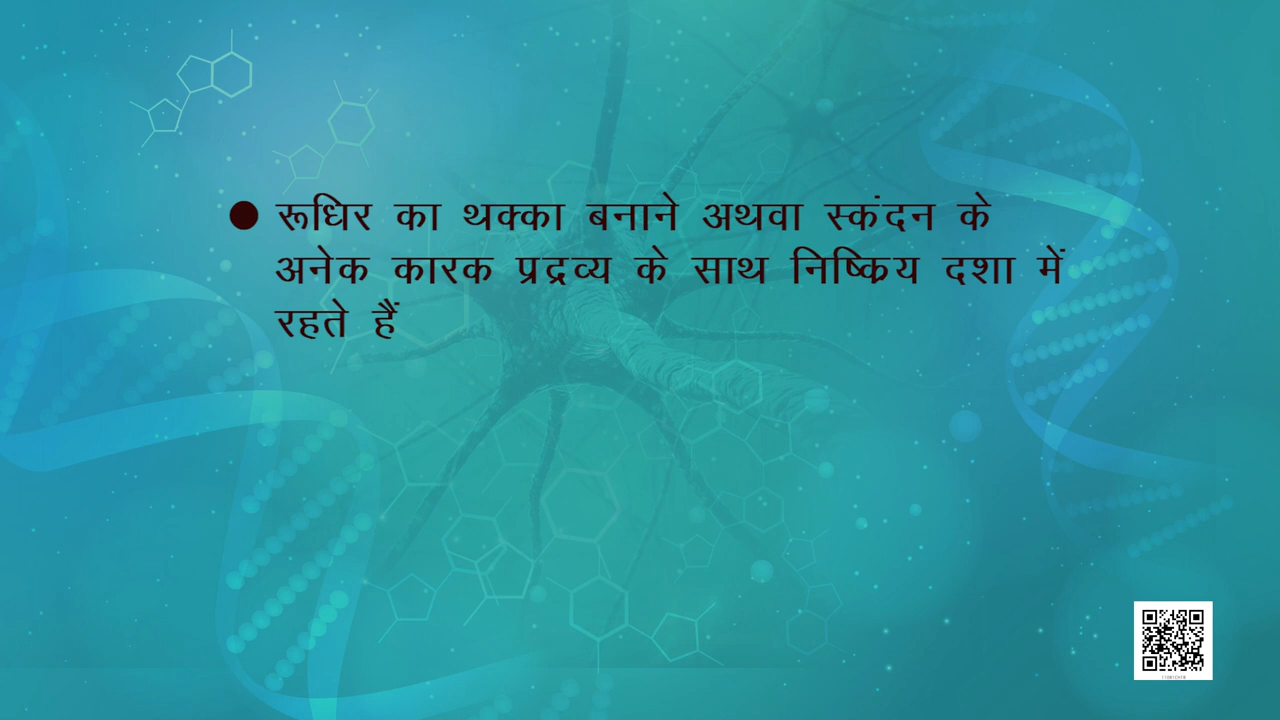 ● रूधिर का थक्का बनाने अथवा स्कंदन के
अनेक कारक प्रद्रव्य के साथ निष्क्रिय दशा में
रहते हैं